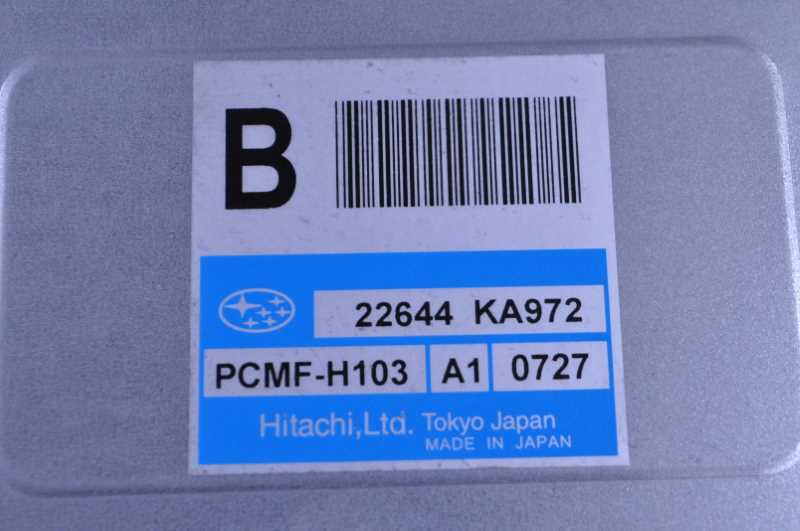 B
22644 KA972
PCMF-H103 A1 0727
Hitachi,Ltd. Tokyo Japan
MADE IN JAPAN